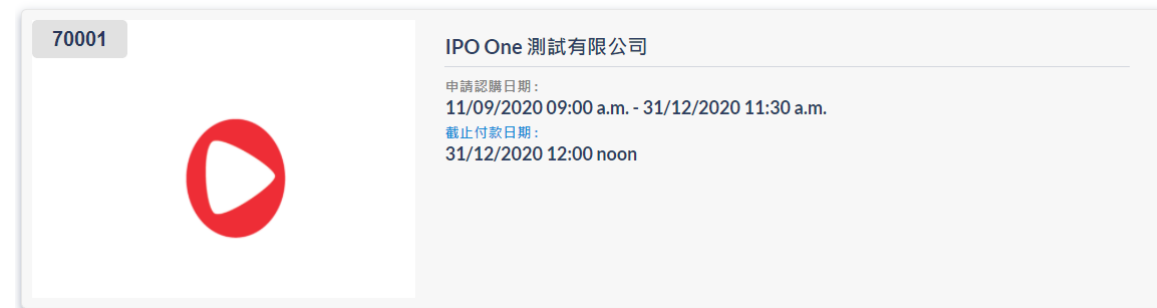 70001
IPO One 測試有限公司
申請認購日期 :
11/09/2020 09:00 a.m. - 31/12/2020 11:30 a.m.
截止付款日期 :
31/12/2020 12:00 noon